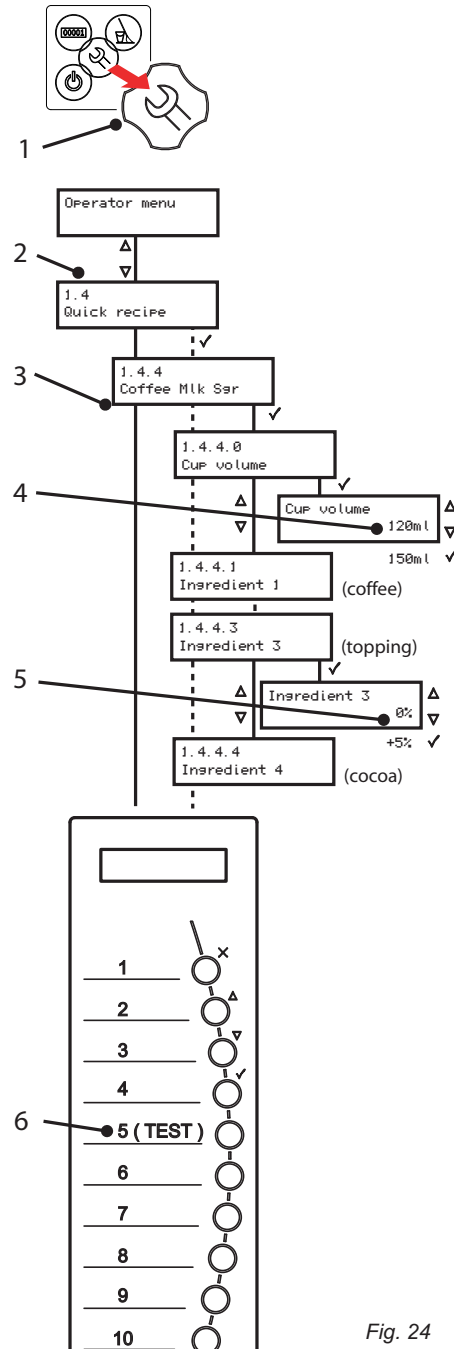 00001
1
Operator menu
△
▽
2
1.4
Quick recipe
✓
3
1.4.4
Coffee Mlk Sgr
✓
1.4.4.0
Cup volume
✓
4
△
▽
Cup volume
120ml
△
▽
150ml ✓
1.4.4.1
Ingredient 1
(coffee)
1.4.4.3
Ingredient 3
(topping)
✓
5
△
▽
Ingredient 3
0%
△
▽
+5% ✓
1.4.4.4
Ingredient 4
(cocoa)
1 ×
2 △
3 ▽
4 ✓
6
5 ( TEST )
6
7
8
9
10
Fig. 24